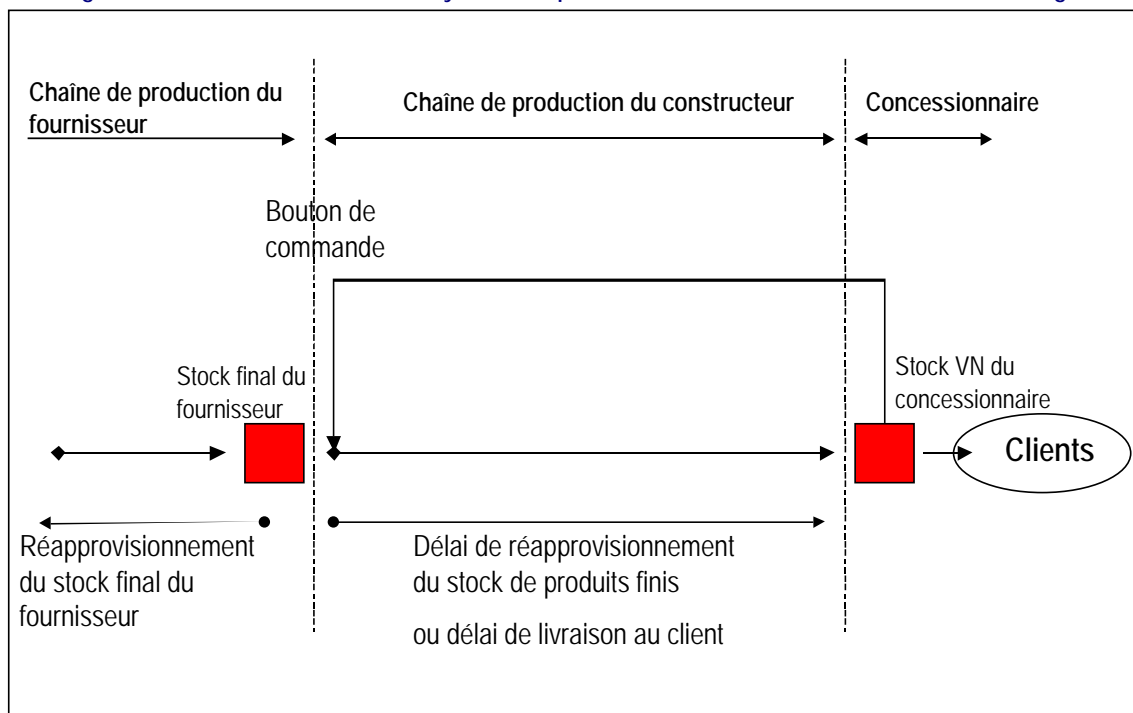 Chaîne de production du
fournisseur
Chaîne de production du constructeur
Concessionnaire
Bouton de
commande
Stock final du
fournisseur
Stock VN du
concessionnaire
Clients
Réapprovisionnement
du stock final du
fournisseur
Délai de réapprovisionnement
du stock de produits finis
ou délai de livraison au client